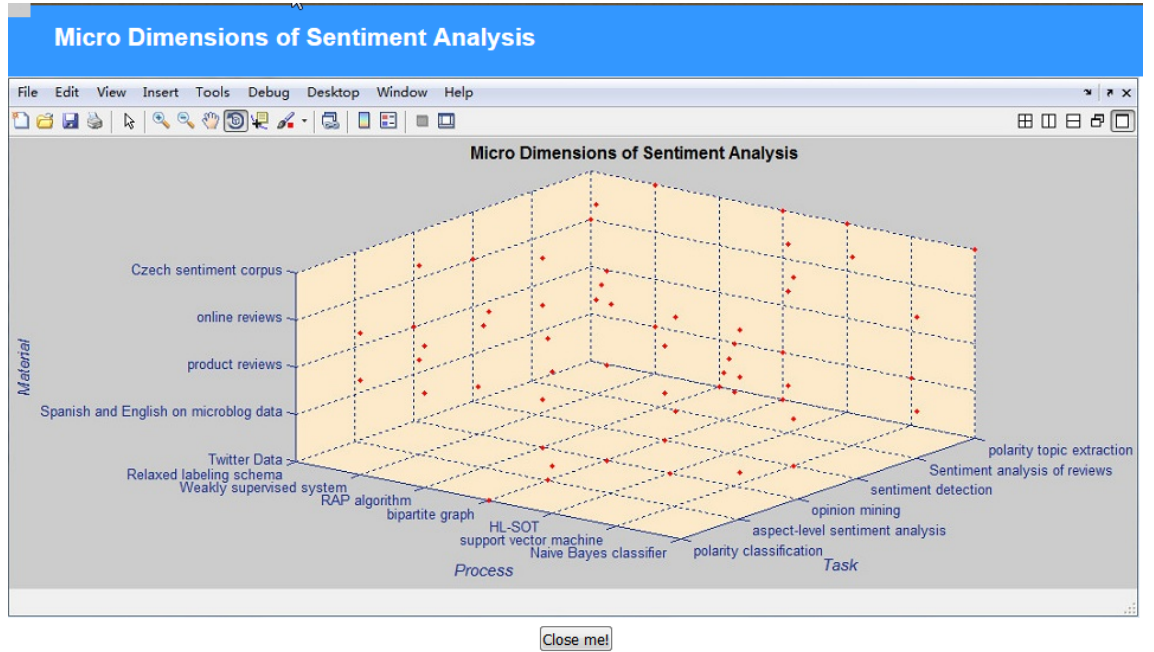 Micro Dimensions of Sentiment Analysis
File Edit View Insert Tools Debug Desktop Window Help
Micro Dimensions of Sentiment Analysis
Czech sentiment corpus
online reviews
product reviews
Spanish and English on microblog data
Twitter Data
Material
Relaxed labeling schema
Weakly supervised system
RAP algorithm
bipartite graph
HL-SOT
support vector machine
Naive Bayes classifier
Process
polarity topic extraction
Sentiment analysis of reviews
sentiment detection
opinion mining
aspect-level sentiment analysis
polarity classification
Task
Close me!